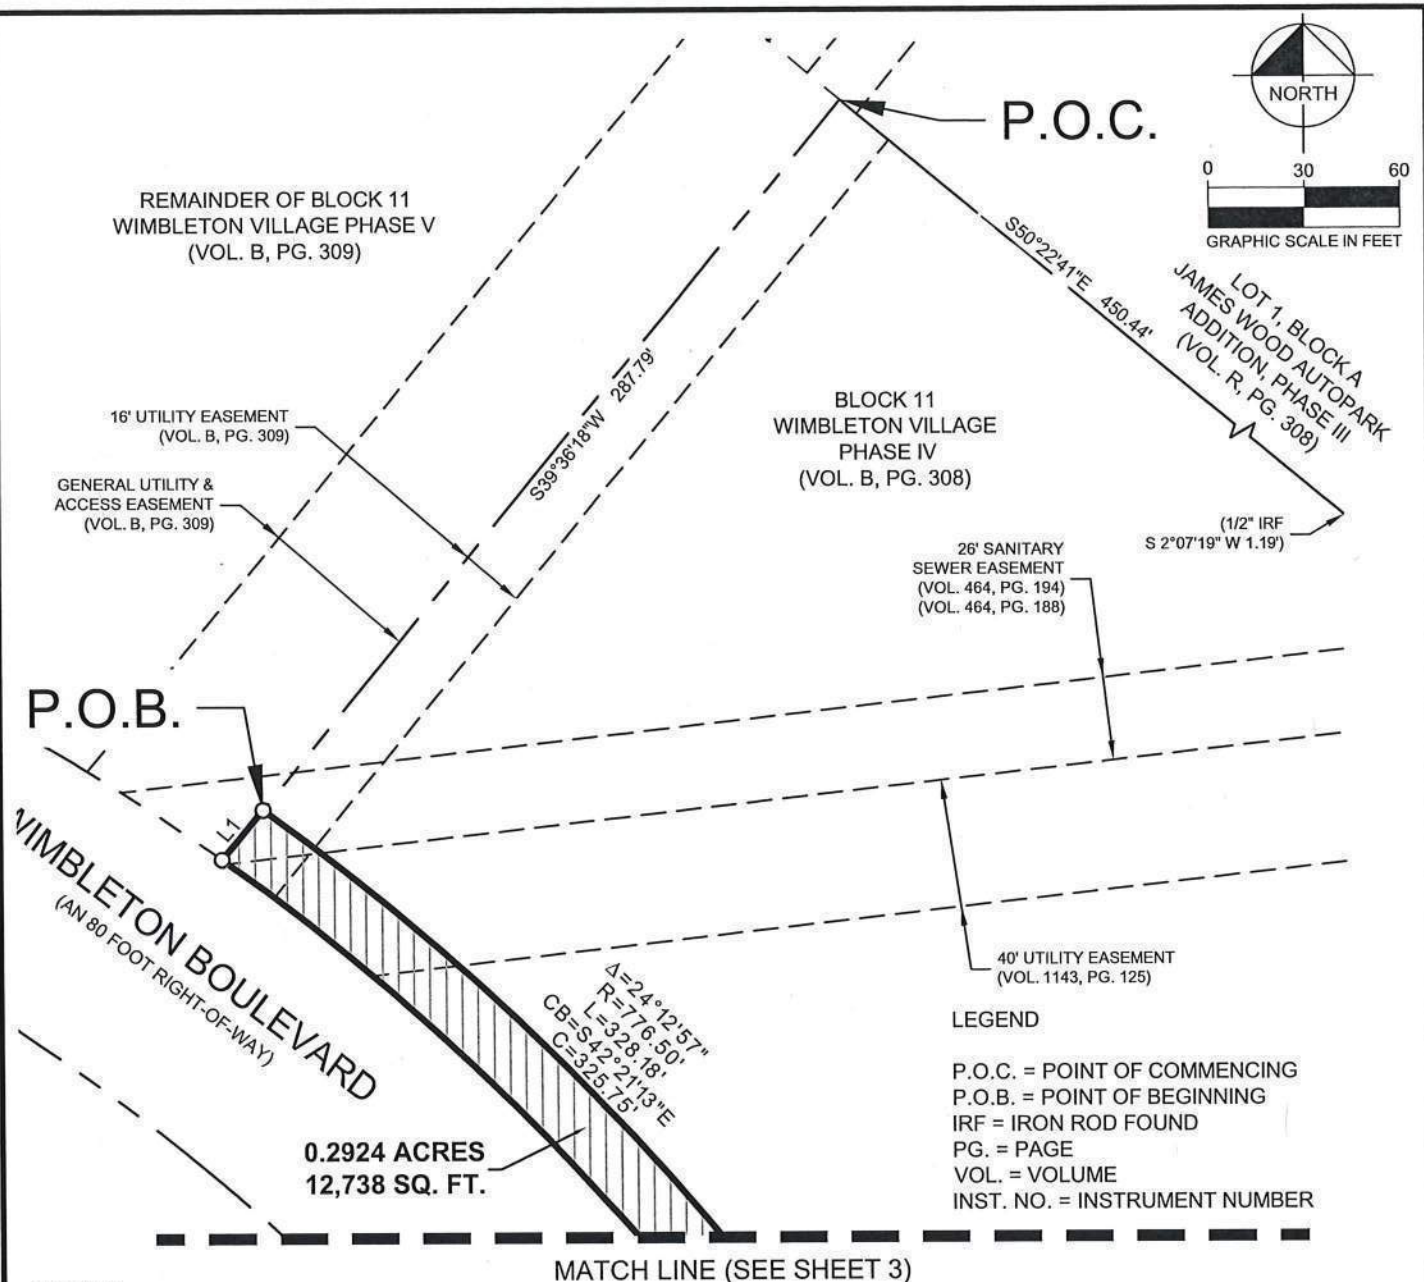 P.O.C.
NORTH
0 30 60
GRAPHIC SCALE IN FEET
REMAINDER OF BLOCK 11
WIMBLETON VILLAGE PHASE V
(VOL. B, PG. 309)
S50°22'41"E 450.44'
LOT 1, BLOCK A
JAMES WOOD AUTOPARK
ADDITION, PHASE III
(VOL. R, PG. 308)
S39°36'18"W 287.79'
16' UTILITY EASEMENT
(VOL. B, PG. 309)
GENERAL UTILITY &
ACCESS EASEMENT
(VOL. B, PG. 309)
BLOCK 11
WIMBLETON VILLAGE
PHASE IV
(VOL. B, PG. 308)
(1/2" IRF
S 2°07'19" W 1.19')
26' SANITARY
SEWER EASEMENT
(VOL. 464, PG. 194)
(VOL. 464, PG. 188)
P.O.B.
L1
WIMBLETON BOULEVARD
(AN 80 FOOT RIGHT-OF-WAY)
Δ=24°12'57"
R=776.50'
L=328.18'
CB=S42°21'13"E
C=325.75'
40' UTILITY EASEMENT
(VOL. 1143, PG. 125)
0.2924 ACRES
12,738 SQ. FT.
LEGEND
P.O.C. = POINT OF COMMENCING
P.O.B. = POINT OF BEGINNING
IRF = IRON ROD FOUND
PG. = PAGE
VOL. = VOLUME
INST. NO. = INSTRUMENT NUMBER
MATCH LINE (SEE SHEET 3)